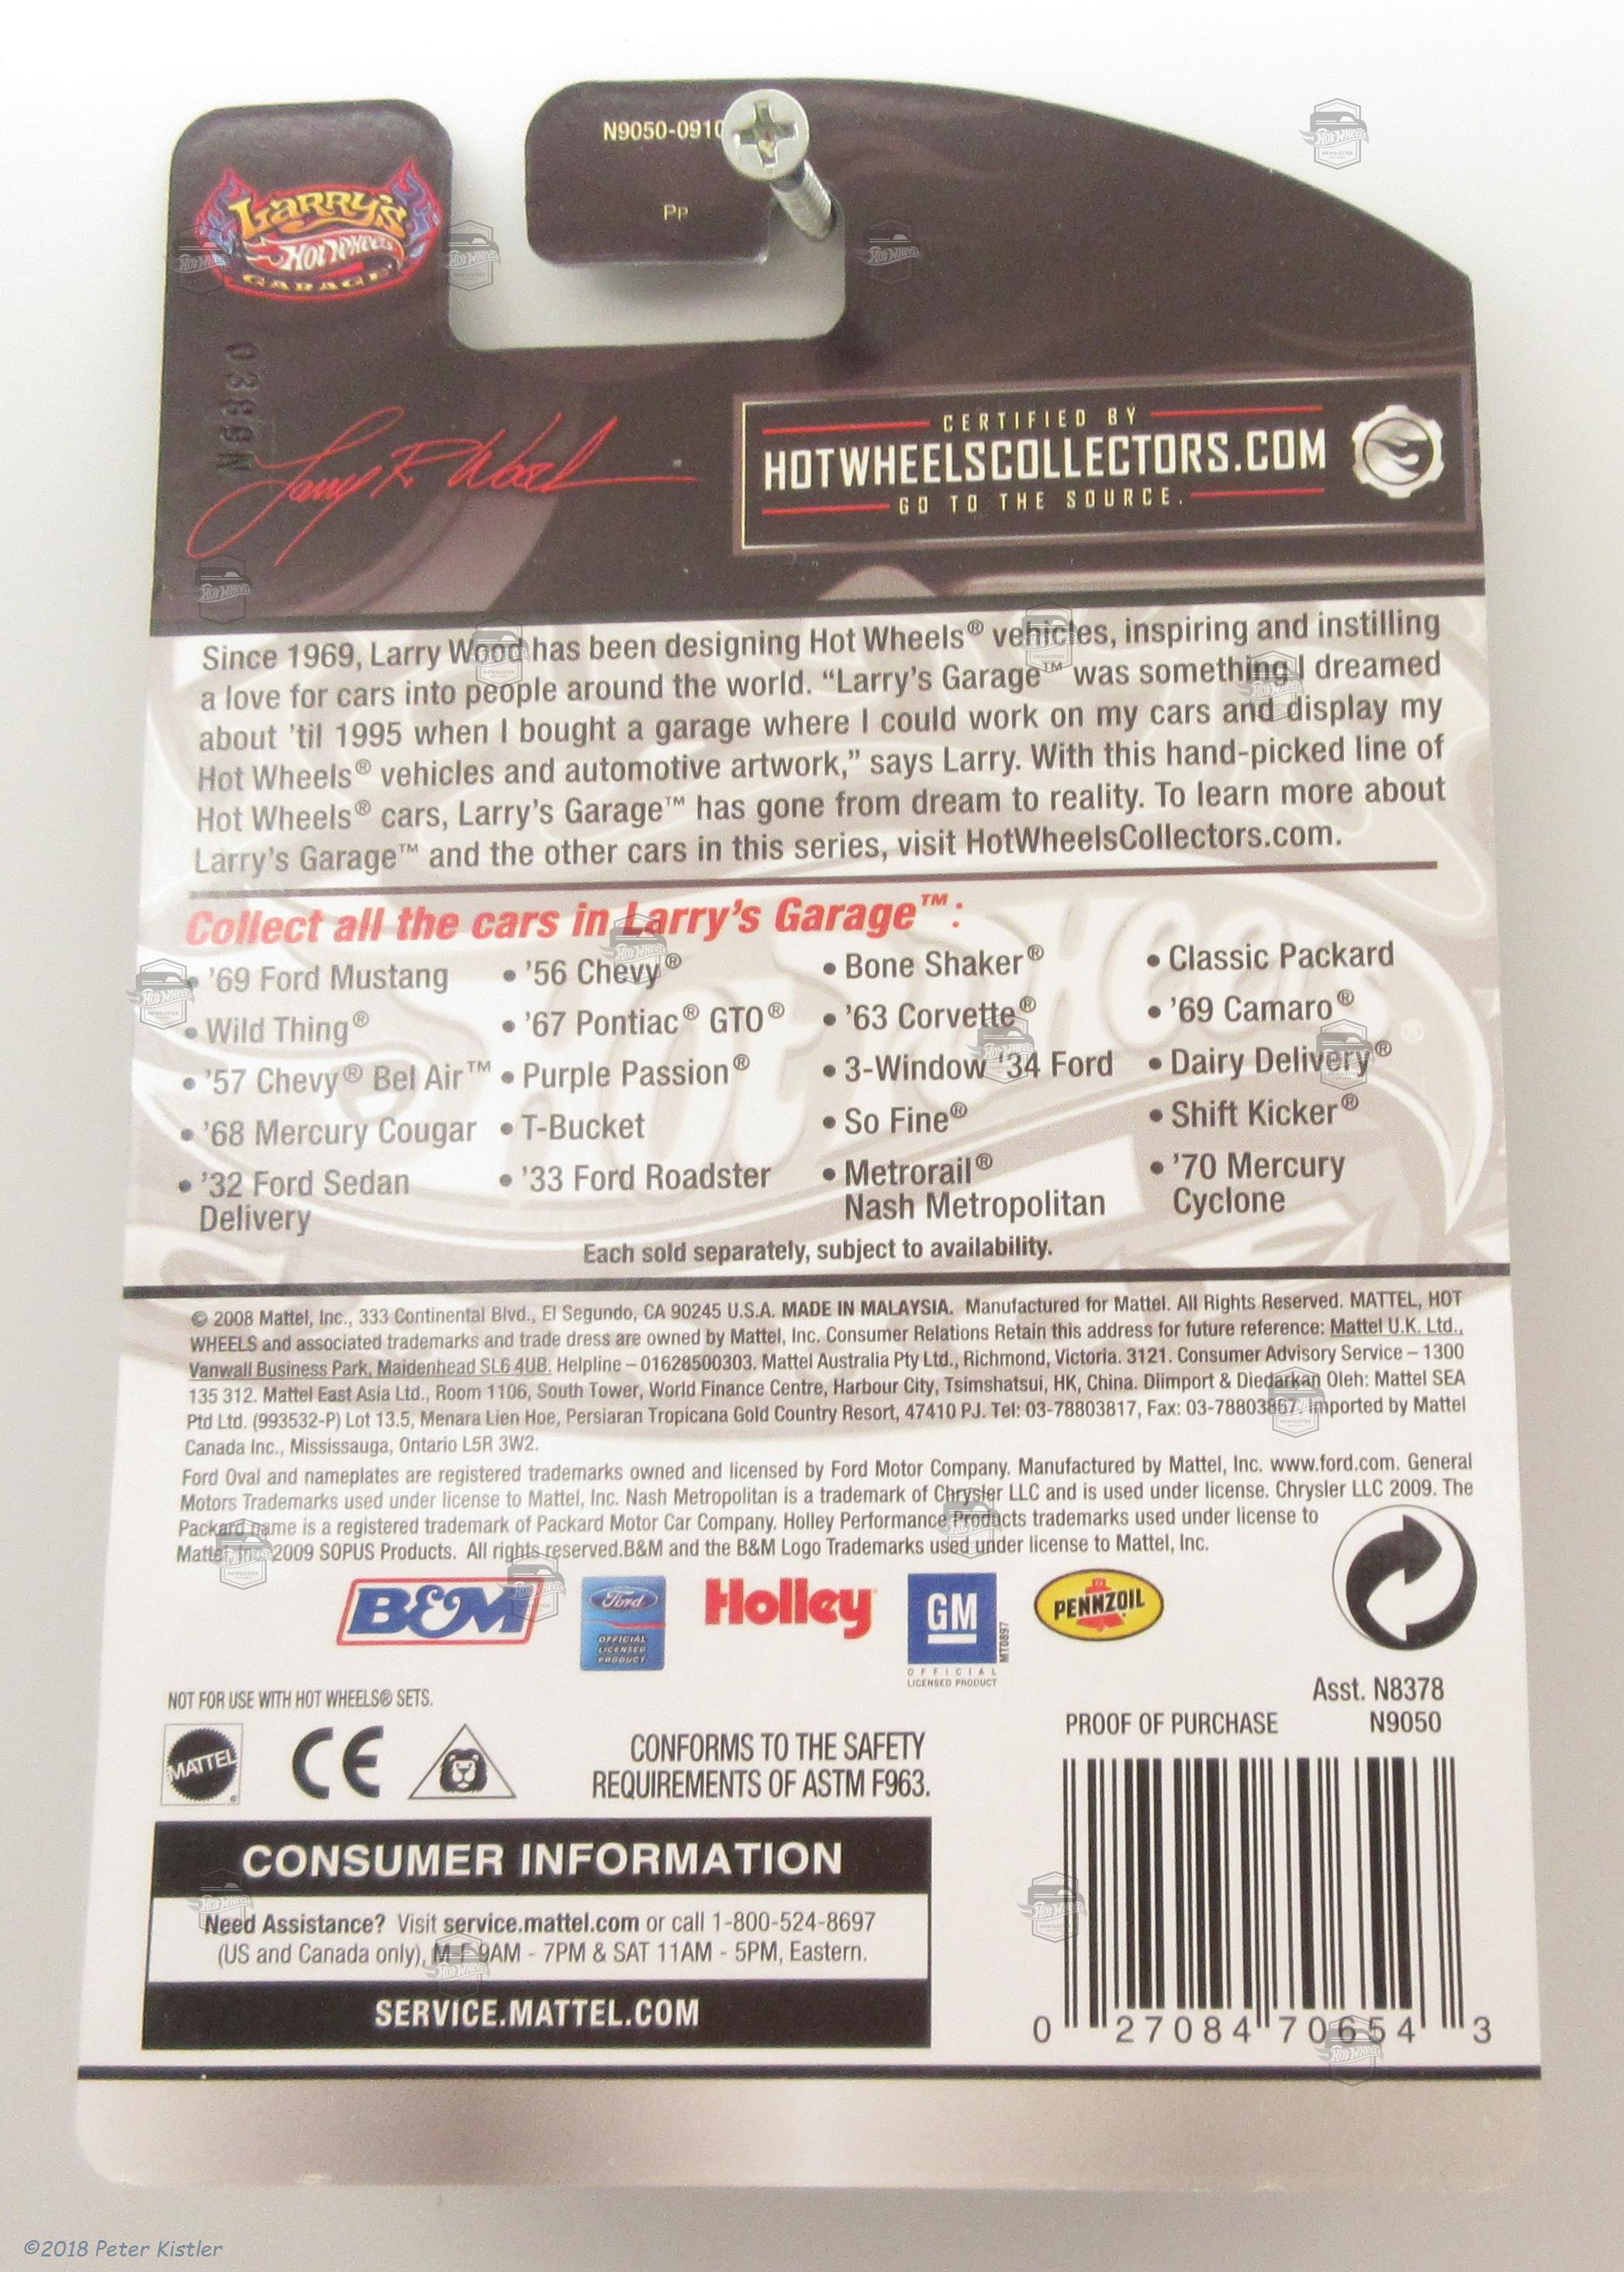 N9050-0910
Pp
LARRY'S
HOT WHEELS
GARAGE
Larry R Wood
CERTIFIED BY
HOTWHEELSCOLLECTORS.COM
GO TO THE SOURCE.
Since 1969, Larry Wood has been designing Hot Wheels® vehicles, inspiring and instilling
a love for cars into people around the world. “Larry’s Garage™ was something I dreamed
about ’til 1995 when I bought a garage where I could work on my cars and display my
Hot Wheels® vehicles and automotive artwork,” says Larry. With this hand-picked line of
Hot Wheels® cars, Larry’s Garage™ has gone from dream to reality. To learn more about
Larry’s Garage™ and the other cars in this series, visit HotWheelsCollectors.com.
Collect all the cars in Larry’s Garage™:
• ’69 Ford Mustang
• Wild Thing®
• ’57 Chevy® Bel Air™
• ’68 Mercury Cougar
• ’32 Ford Sedan
Delivery
• ’56 Chevy®
• ’67 Pontiac® GTO®
• Purple Passion®
• T-Bucket
• ’33 Ford Roadster
• Bone Shaker®
• ’63 Corvette®
• 3-Window ’34 Ford
• So Fine®
• Metrorail®
Nash Metropolitan
• Classic Packard
• ’69 Camaro®
• Dairy Delivery®
• Shift Kicker®
• ’70 Mercury
Cyclone
Each sold separately, subject to availability.
© 2008 Mattel, Inc., 333 Continental Blvd., El Segundo, CA 90245 U.S.A. MADE IN MALAYSIA. Manufactured for Mattel. All Rights Reserved. MATTEL, HOT
WHEELS and associated trademarks and trade dress are owned by Mattel, Inc. Consumer Relations Retain this address for future reference: Mattel U.K. Ltd.,
Vanwall Business Park, Maidenhead SL6 4UB. Helpline – 01628500303. Mattel Australia Pty Ltd., Richmond, Victoria. 3121. Consumer Advisory Service – 1300
135 312. Mattel East Asia Ltd., Room 1106, South Tower, World Finance Centre, Harbour City, Tsimshatsui, HK, China. Diimport & Diedarkan Oleh: Mattel SEA
Ptd Ltd. (993532-P) Lot 13.5, Menara Lien Hoe, Persiaran Tropicana Gold Country Resort, 47410 PJ. Tel: 03-78803817, Fax: 03-78803867. Imported by Mattel
Canada Inc., Mississauga, Ontario L5R 3W2.
Ford Oval and nameplates are registered trademarks owned and licensed by Ford Motor Company. Manufactured by Mattel, Inc. www.ford.com. General
Motors Trademarks used under license to Mattel, Inc. Nash Metropolitan is a trademark of Chrysler LLC and is used under license. Chrysler LLC 2009. The
Packard name is a registered trademark of Packard Motor Car Company. Holley Performance Products trademarks used under license to
Mattel, Inc. 2009 SOPUS Products. All rights reserved.B&M and the B&M Logo Trademarks used under license to Mattel, Inc.
B&M
Ford
OFFICIAL
LICENSED
PRODUCT
Holley
GM
MT0897
OFFICIAL
LICENSED PRODUCT
PENNZOIL
NOT FOR USE WITH HOT WHEELS® SETS.
MATTEL
CE
CONFORMS TO THE SAFETY
REQUIREMENTS OF ASTM F963.
Asst. N8378
PROOF OF PURCHASE N9050
CONSUMER INFORMATION
Need Assistance? Visit service.mattel.com or call 1-800-524-8697
(US and Canada only), M-F 9AM - 7PM & SAT 11AM - 5PM, Eastern.
SERVICE.MATTEL.COM
0 27084 70654 3
©2018 Peter Kistler